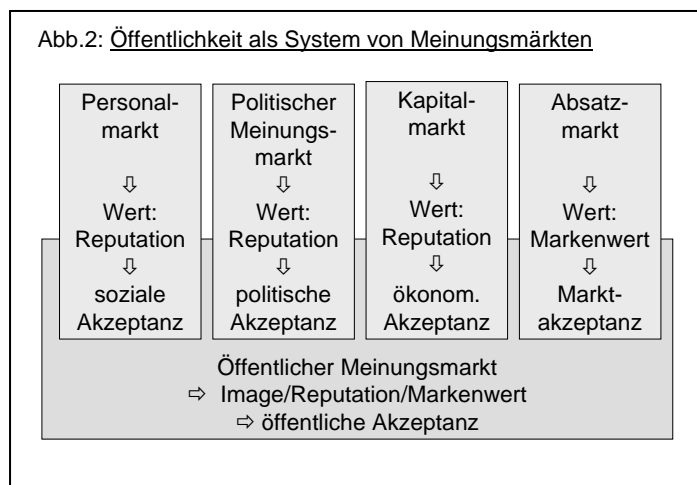 Abb.2: Öffentlichkeit als System von Meinungsmärkten
Personal-
markt
⇩
Wert:
Reputation
⇩
soziale
Akzeptanz
Politischer
Meinungs-
markt
⇩
Wert:
Reputation
⇩
politische
Akzeptanz
Kapital-
markt
⇩
Wert:
Reputation
⇩
ökonom.
Akzeptanz
Absatz-
markt
⇩
Wert:
Markenwert
⇩
Markt-
akzeptanz
Öffentlicher Meinungsmarkt
⇨ Image/Reputation/Markenwert
⇨ öffentliche Akzeptanz